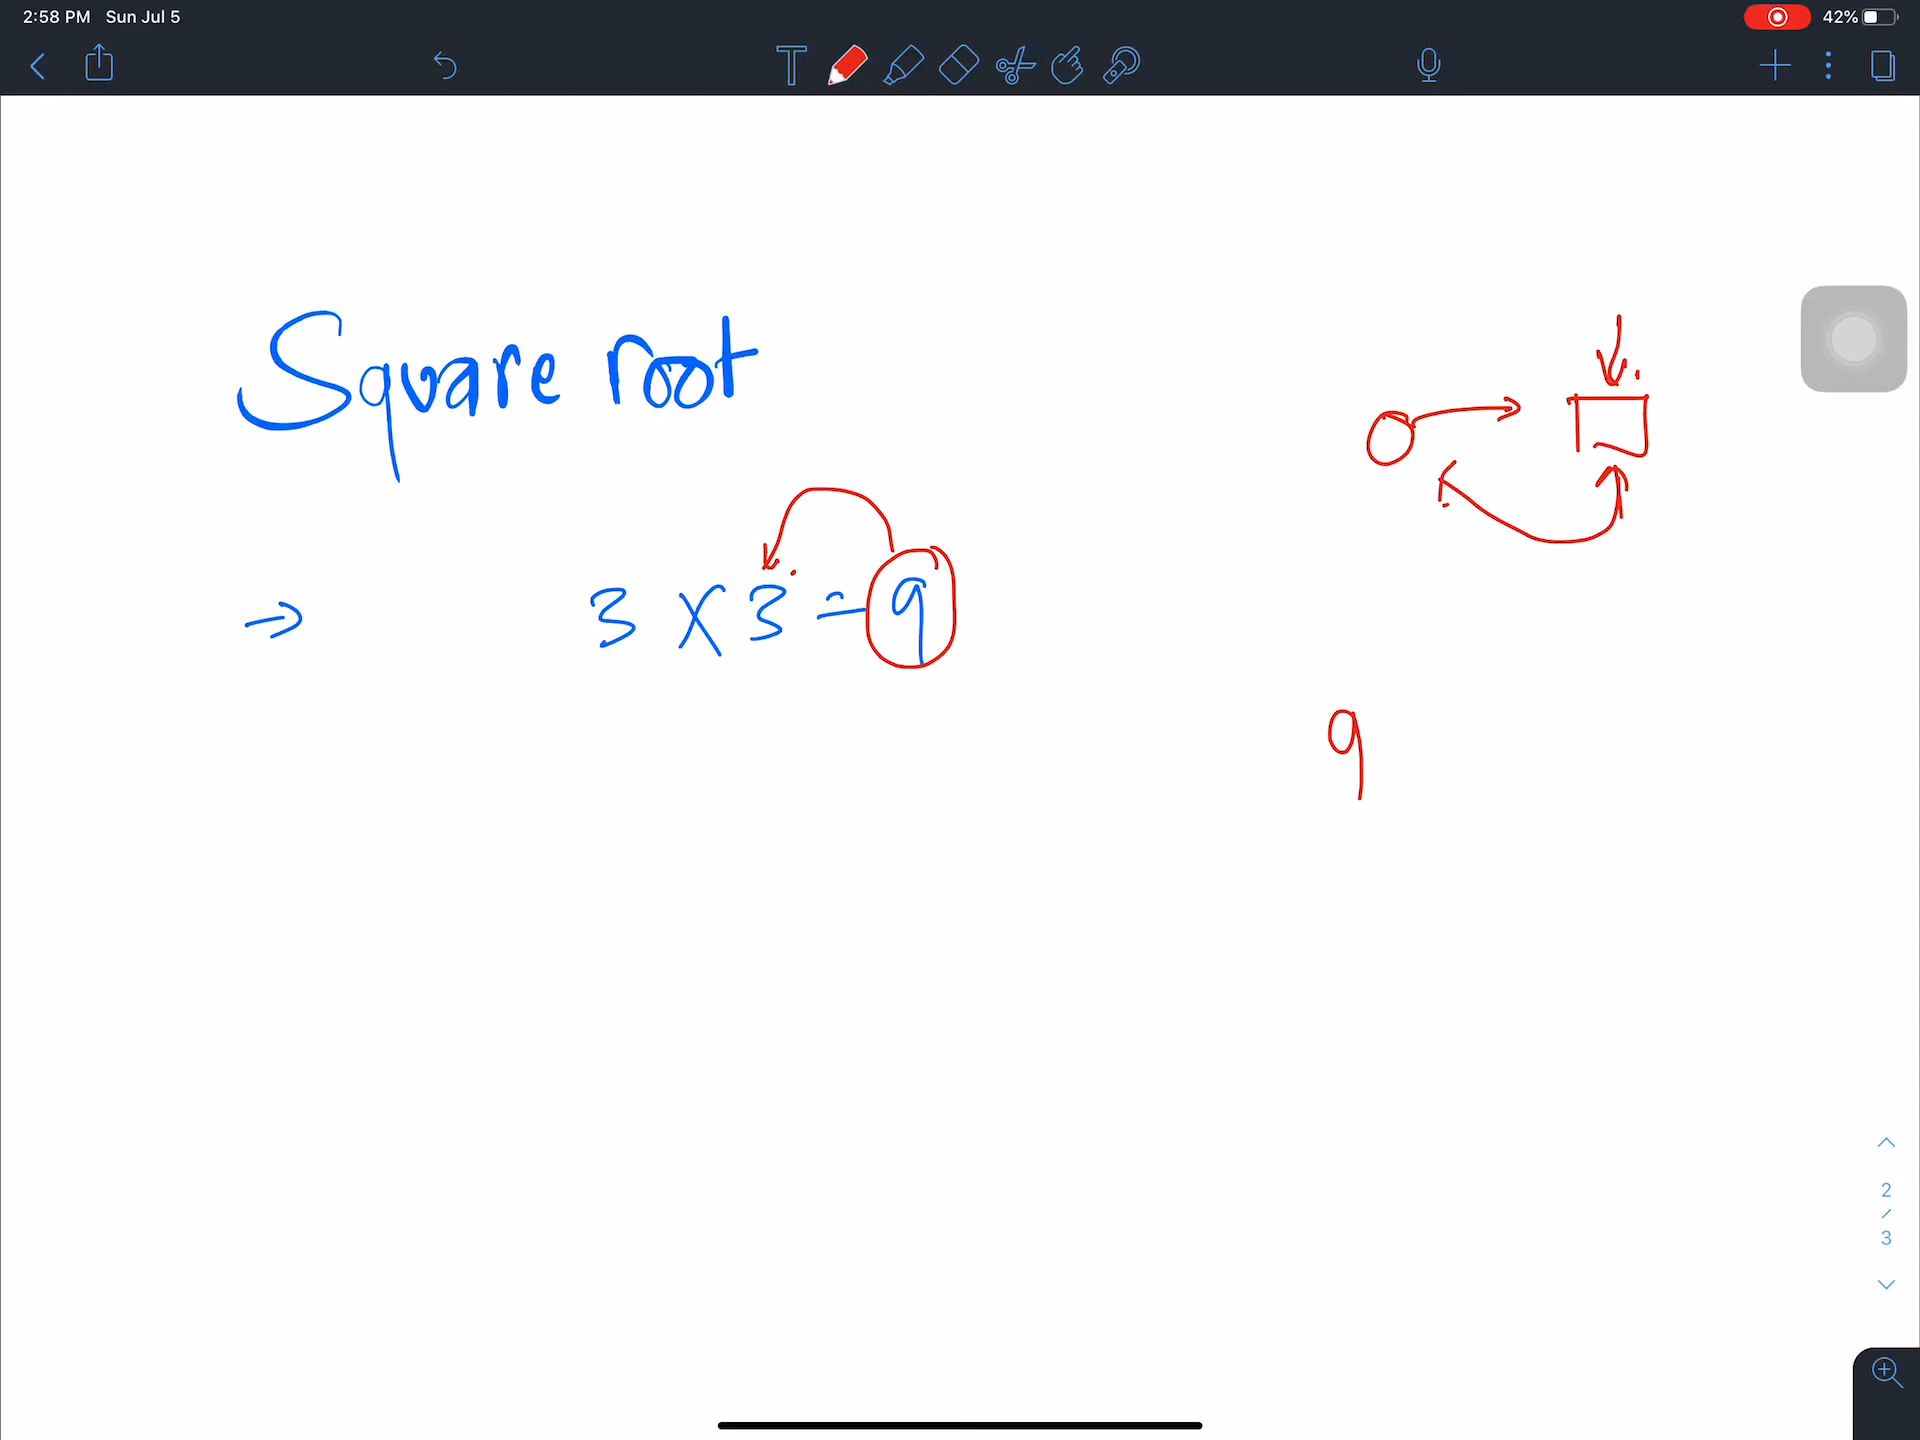 2:58 PM Sun Jul 5
42%
T
Square root
→ 3 X 3 = 9
9
2
/
3